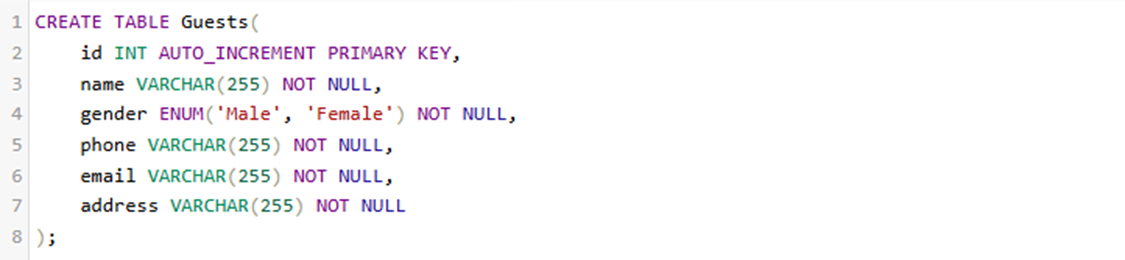 1 CREATE TABLE Guests(
2 id INT AUTO_INCREMENT PRIMARY KEY,
3 name VARCHAR(255) NOT NULL,
4 gender ENUM('Male', 'Female') NOT NULL,
5 phone VARCHAR(255) NOT NULL,
6 email VARCHAR(255) NOT NULL,
7 address VARCHAR(255) NOT NULL
8 );